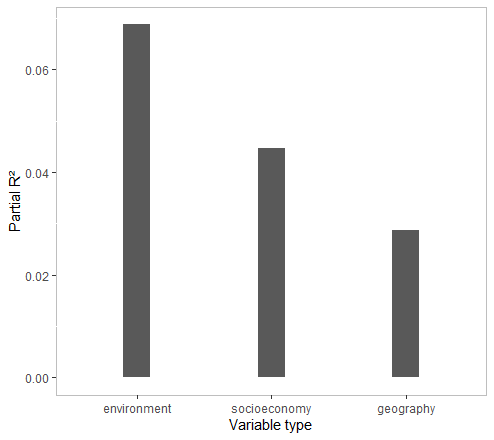 Partial R²
0.06
0.04
0.02
0.00
environment socioeconomy geography
Variable type